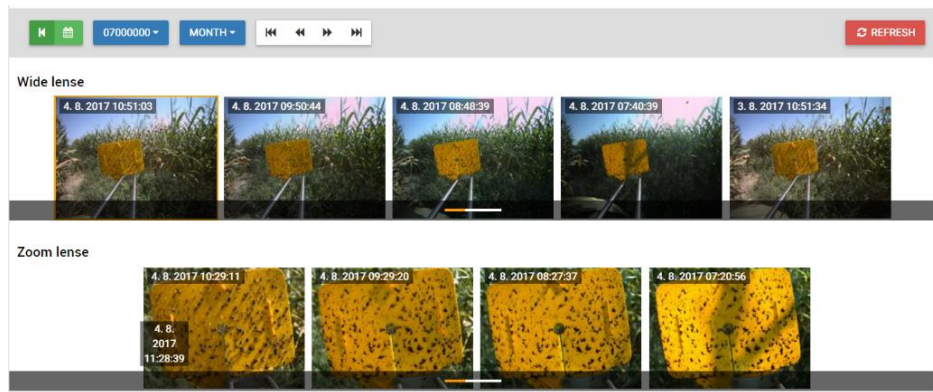 07000000 MONTH REFRESH
Wide lense
4. 8. 2017 10:51:03 4. 8. 2017 09:50:44 4. 8. 2017 08:48:39 4. 8. 2017 07:40:39 3. 8. 2017 10:51:34
Zoom lense
4. 8. 2017 10:29:11 4. 8. 2017 09:29:20 4. 8. 2017 08:27:37 4. 8. 2017 07:20:56
4. 8.
2017
11:28:39